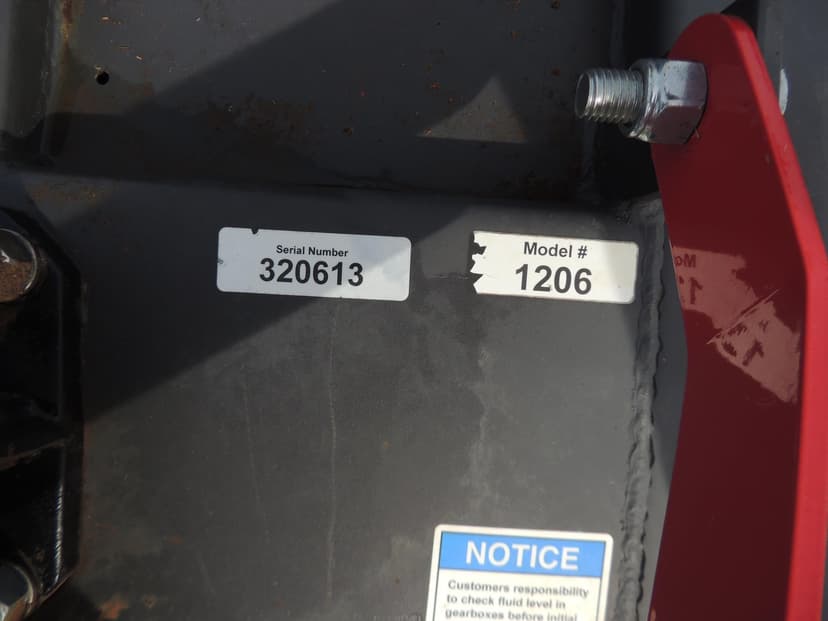 Serial Number
320613
Model #
1206
NOTICE
Customers responsibility
to check fluid level in
gearboxes before initial